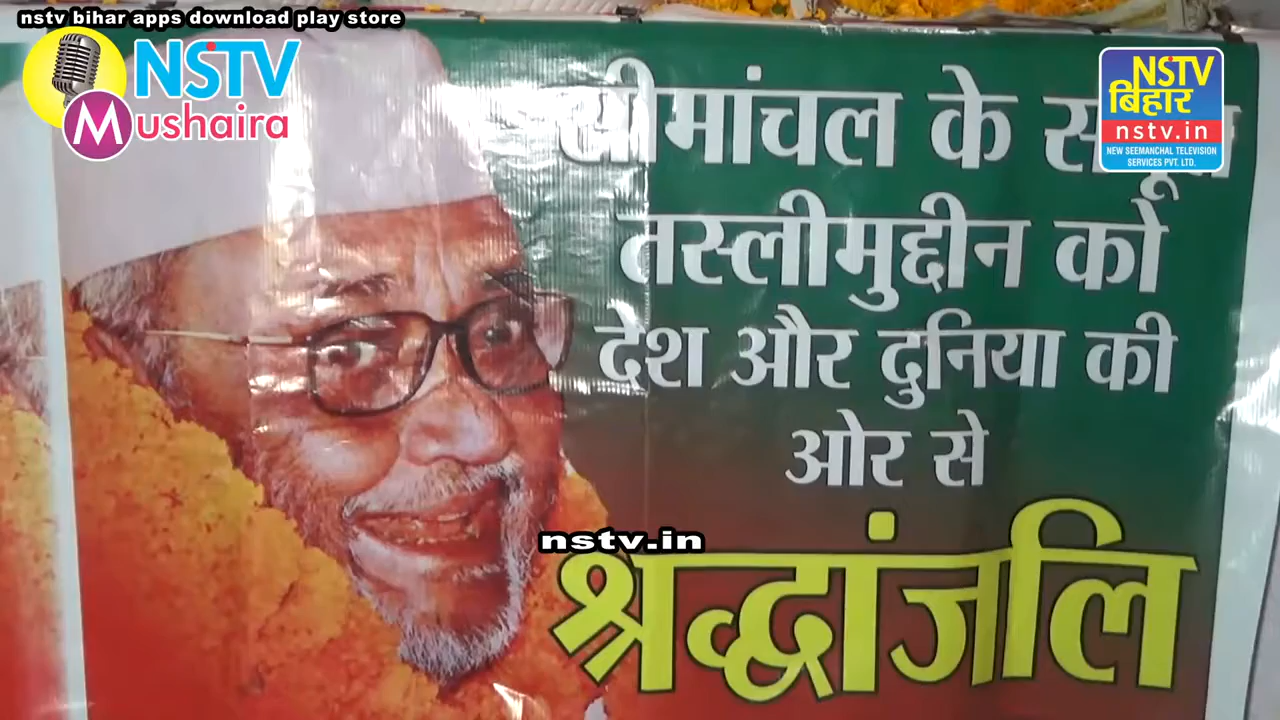 nstv bihar apps download play store
NSTV
Mushaira
NSTV
बिहार
nstv.in
NEW SEEMANCHAL TELEVISION
SERVICES PVT. LTD.
सीमांचल के
तस्लीमुद्दीन को
देश और दुनिया की
ओर से
nstv.in
श्रद्धांजलि